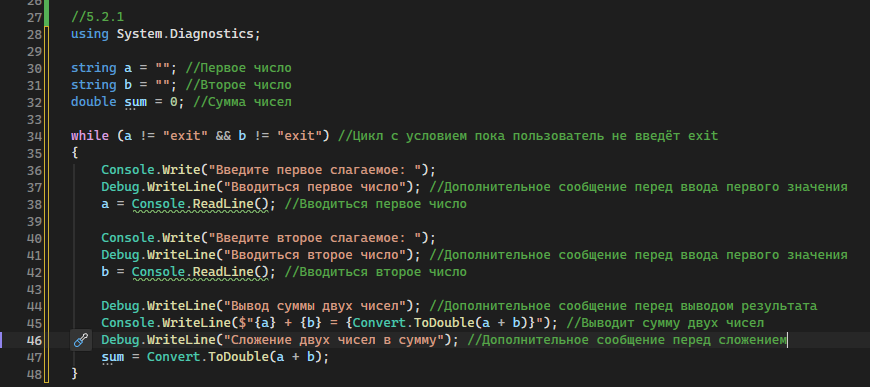 26
27 //5.2.1
28 using System.Diagnostics;
29
30 string a = ""; //Первое число
31 string b = ""; //Второе число
32 double sum = 0; //Сумма чисел
33
34 while (a != "exit" && b != "exit") //Цикл с условием пока пользователь не введёт exit
35 {
36 Console.Write("Введите первое слагаемое: ");
37 Debug.WriteLine("Вводиться первое число"); //Дополнительное сообщение перед ввода первого значения
38 a = Console.ReadLine(); //Вводиться первое число
39
40 Console.Write("Введите второе слагаемое: ");
41 Debug.WriteLine("Вводиться второе число"); //Дополнительное сообщение перед ввода первого значения
42 b = Console.ReadLine(); //Вводиться второе число
43
44 Debug.WriteLine("Вывод суммы двух чисел"); //Дополнительное сообщение перед выводом результата
45 Console.WriteLine($"{a} + {b} = {Convert.ToDouble(a + b)}"); //Выводит сумму двух чисел
46 Debug.WriteLine("Сложение двух чисел в сумму"); //Дополнительное сообщение перед сложением
47 sum = Convert.ToDouble(a + b);
48 }